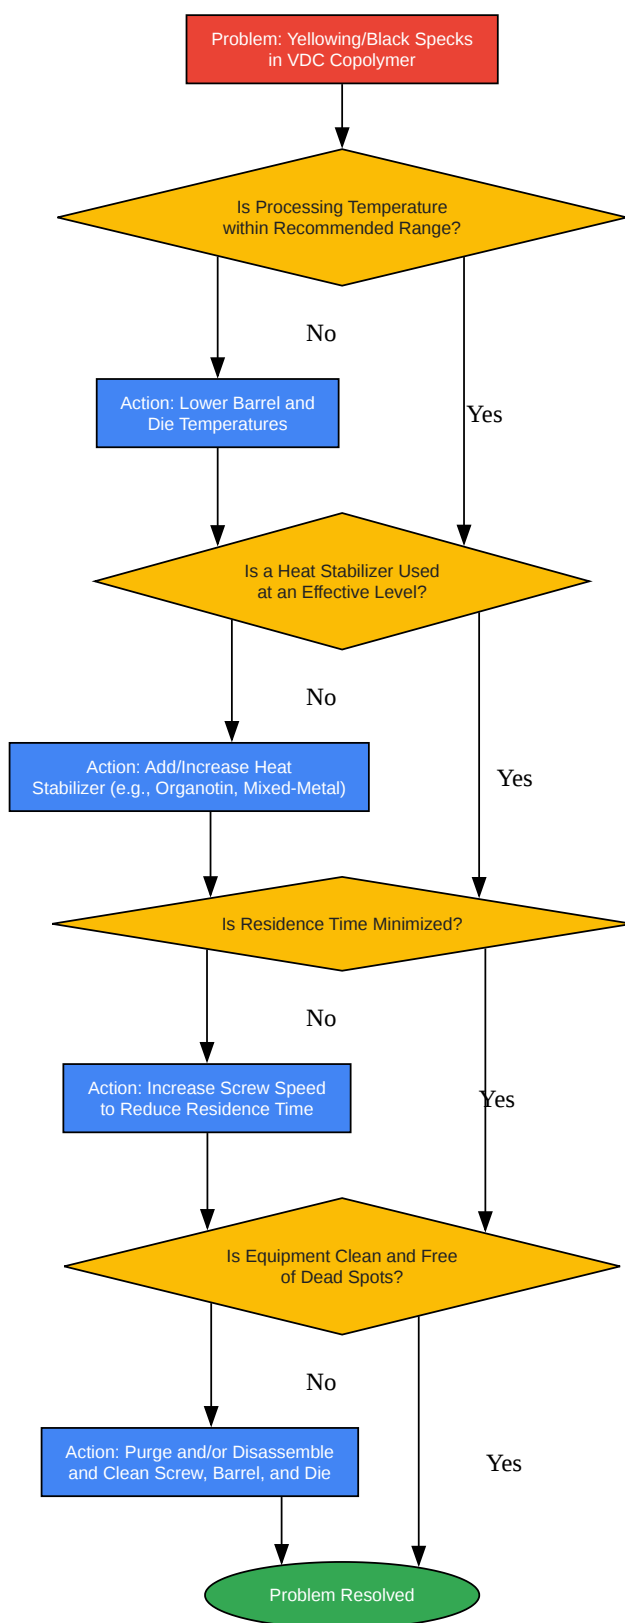 Problem: Yellowing/Black Specks
in VDC Copolymer
Is Processing Temperature
within Recommended Range?
No
Action: Lower Barrel and
Die Temperatures
Yes
Is a Heat Stabilizer Used
at an Effective Level?
No
Action: Add/Increase Heat
Stabilizer (e.g., Organotin, Mixed-Metal)
Yes
Is Residence Time Minimized?
No
Action: Increase Screw Speed
to Reduce Residence Time
Yes
Is Equipment Clean and Free
of Dead Spots?
No
Action: Purge and/or Disassemble
and Clean Screw, Barrel, and Die
Yes
Problem Resolved